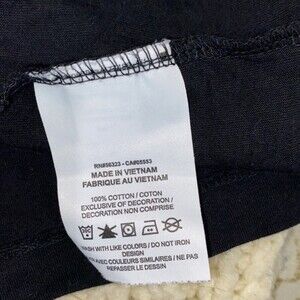 RN#56323 - CA#05553
MADE IN VIETNAM
FABRIQUE AU VIETNAM
100% COTTON / COTON
EXCLUSIVE OF DECORATION /
DECORATION NON COMPRISE
WASH WITH LIKE COLORS / DO NOT IRON
DESIGN
AVEC COULEURS SIMILAIRES / NE PAS
REPASSER LE DESSIN